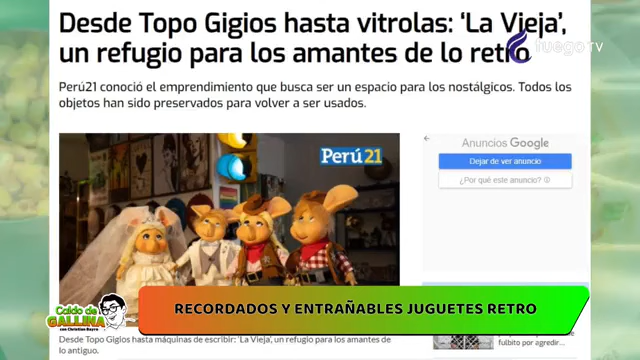 Desde Topo Gigios hasta vitrolas: ‘La Vieja’,
un refugio para los amantes de lo retro
fuego tv
Perú21 conoció el emprendimiento que busca ser un espacio para los nostálgicos. Todos los
objetos han sido preservados para volver a ser usados.
Perú21
Anuncios Google
Dejar de ver anuncio
¿Por qué este anuncio?
Caldo de
GALLINA
con Christian Bayro
RECORDADOS Y ENTRAÑABLES JUGUETES RETRO
Desde Topo Gigios hasta máquinas de escribir: ‘La Vieja’, un refugio para los amantes de
lo antiguo.
fulbito por agredir...